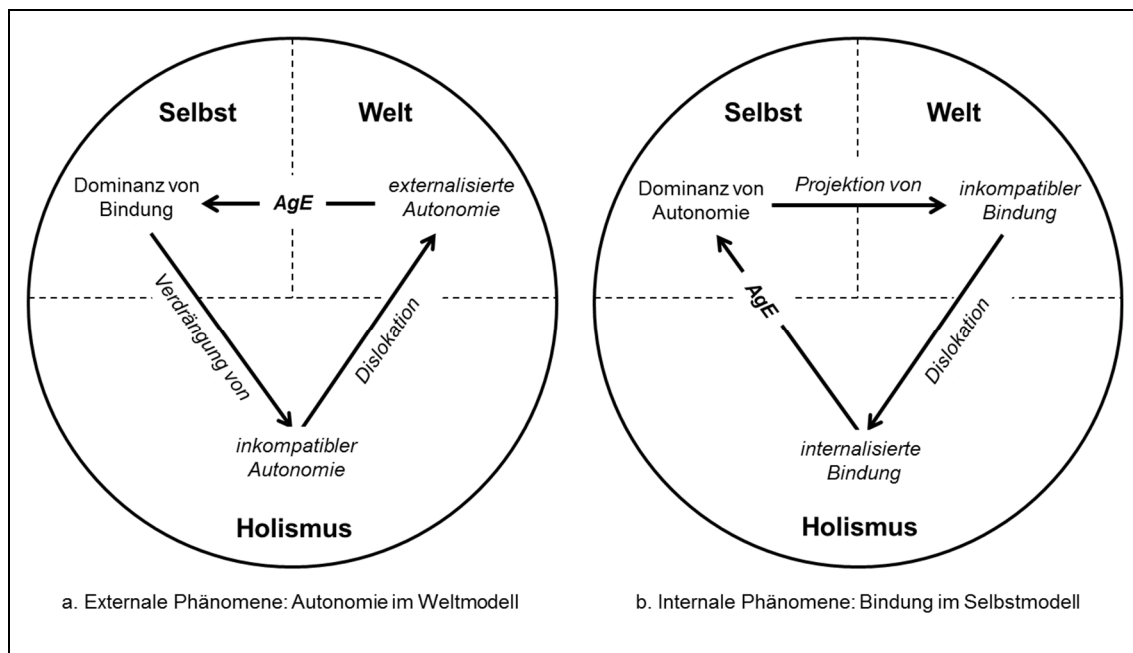 Selbst
Welt
Dominanz von
Bindung
AgE
externalisierte
Autonomie
Verdrängung von
Dislokation
inkompatibler
Autonomie
Holismus
a. Externale Phänomene: Autonomie im Weltmodell
Selbst
Welt
Dominanz von
Autonomie
Projektion von
inkompatibler
Bindung
AgE
Dislokation
internalisierte
Bindung
Holismus
b. Internale Phänomene: Bindung im Selbstmodell